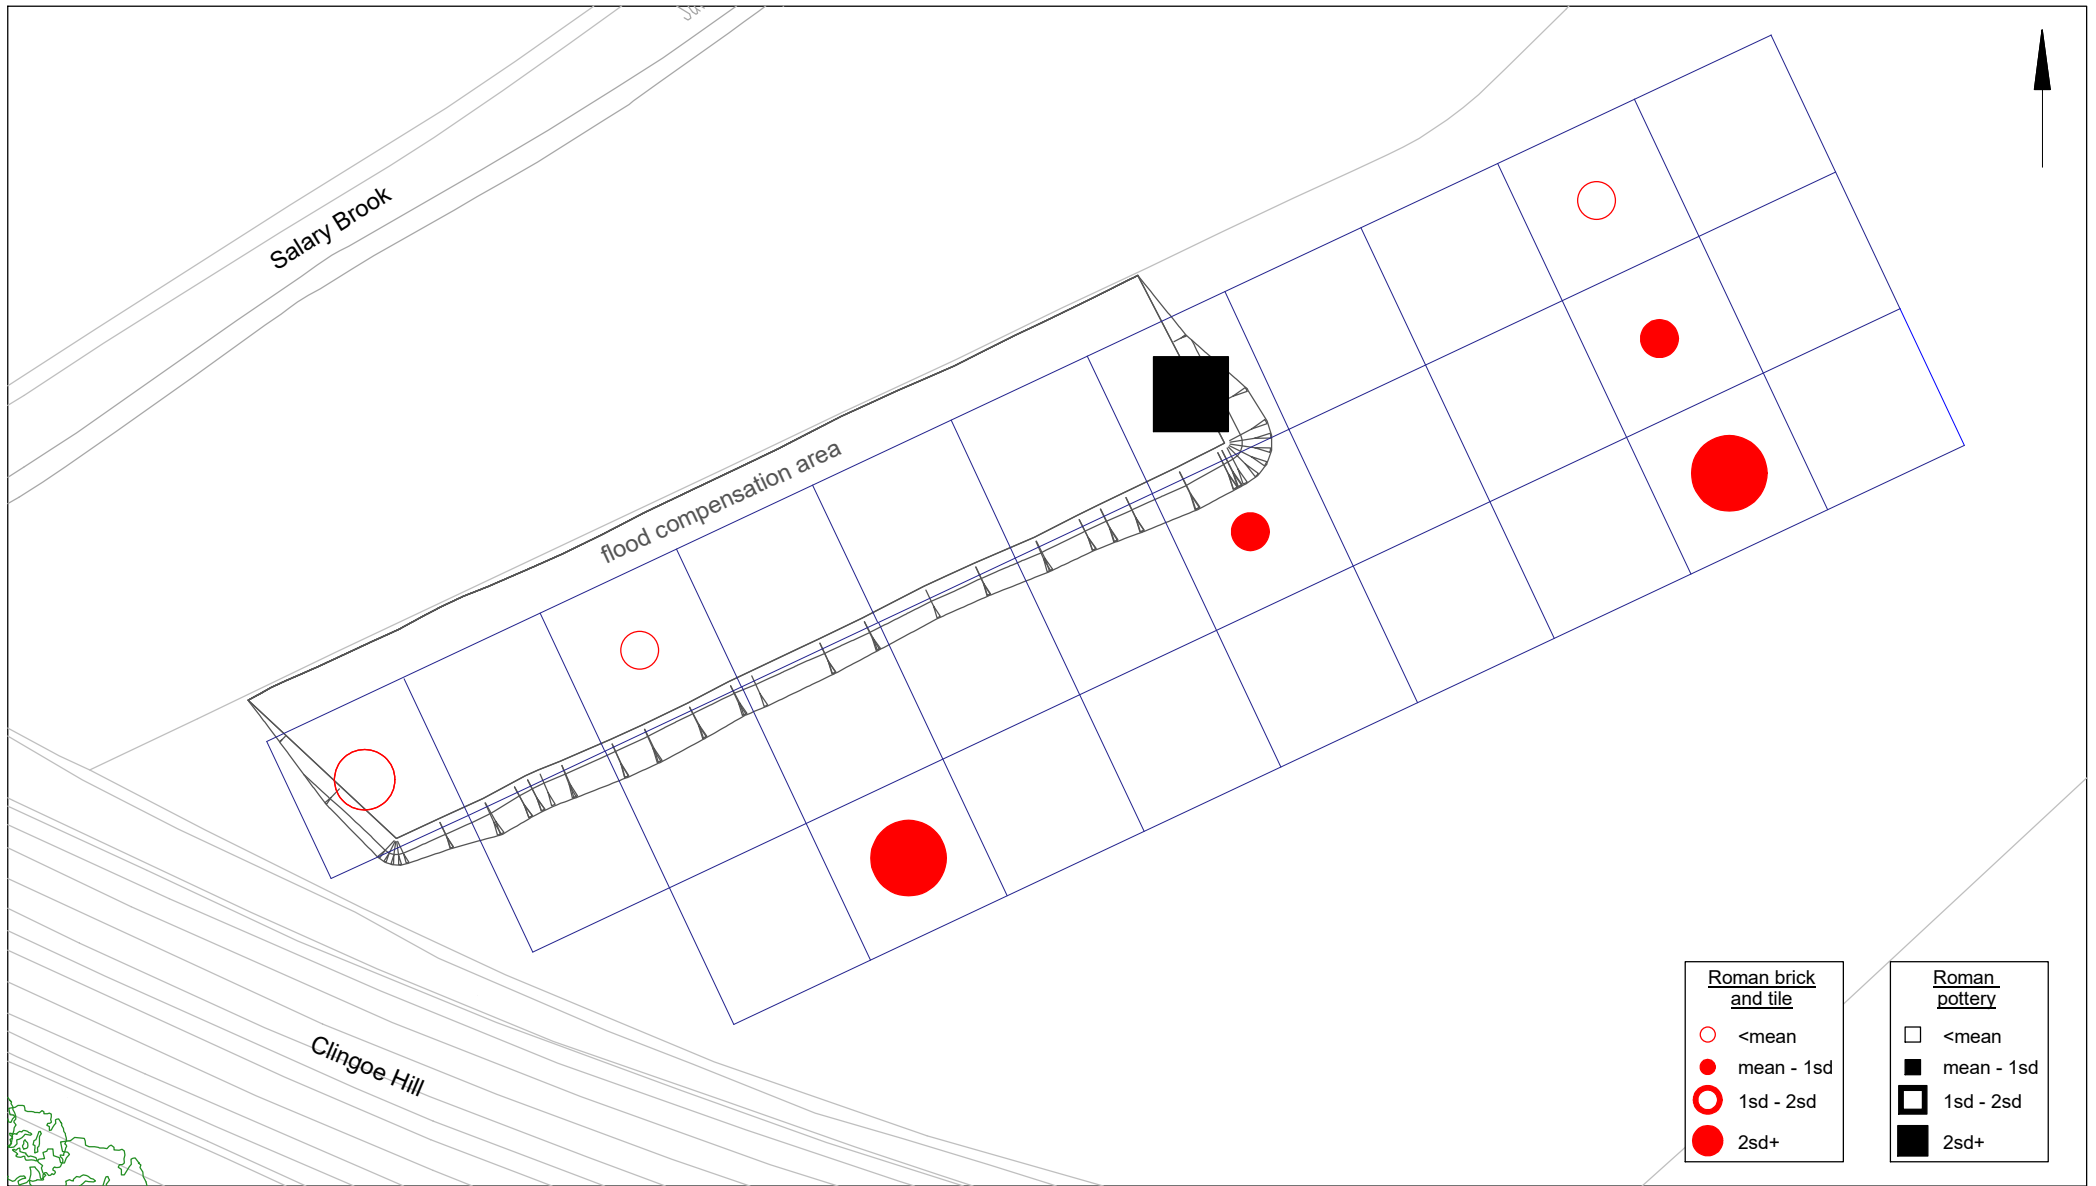 Salary Brook
flood compensation area
Clingoe Hill
Roman brick
and tile
<mean
mean - 1sd
1sd - 2sd
2sd+
Roman
pottery
<mean
mean - 1sd
1sd - 2sd
2sd+